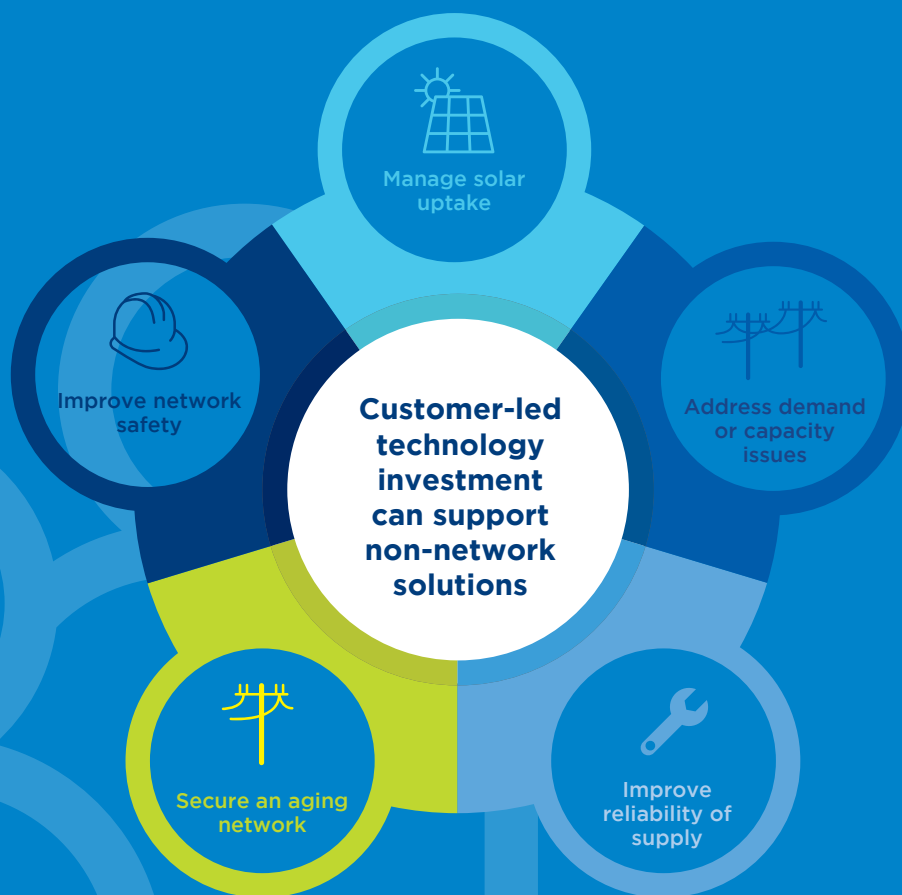 Manage solar
uptake
Improve network
safety
Address demand
or capacity
issues
Customer-led
technology
investment
can support
non-network
solutions
Secure an aging
network
Improve
reliability of
supply